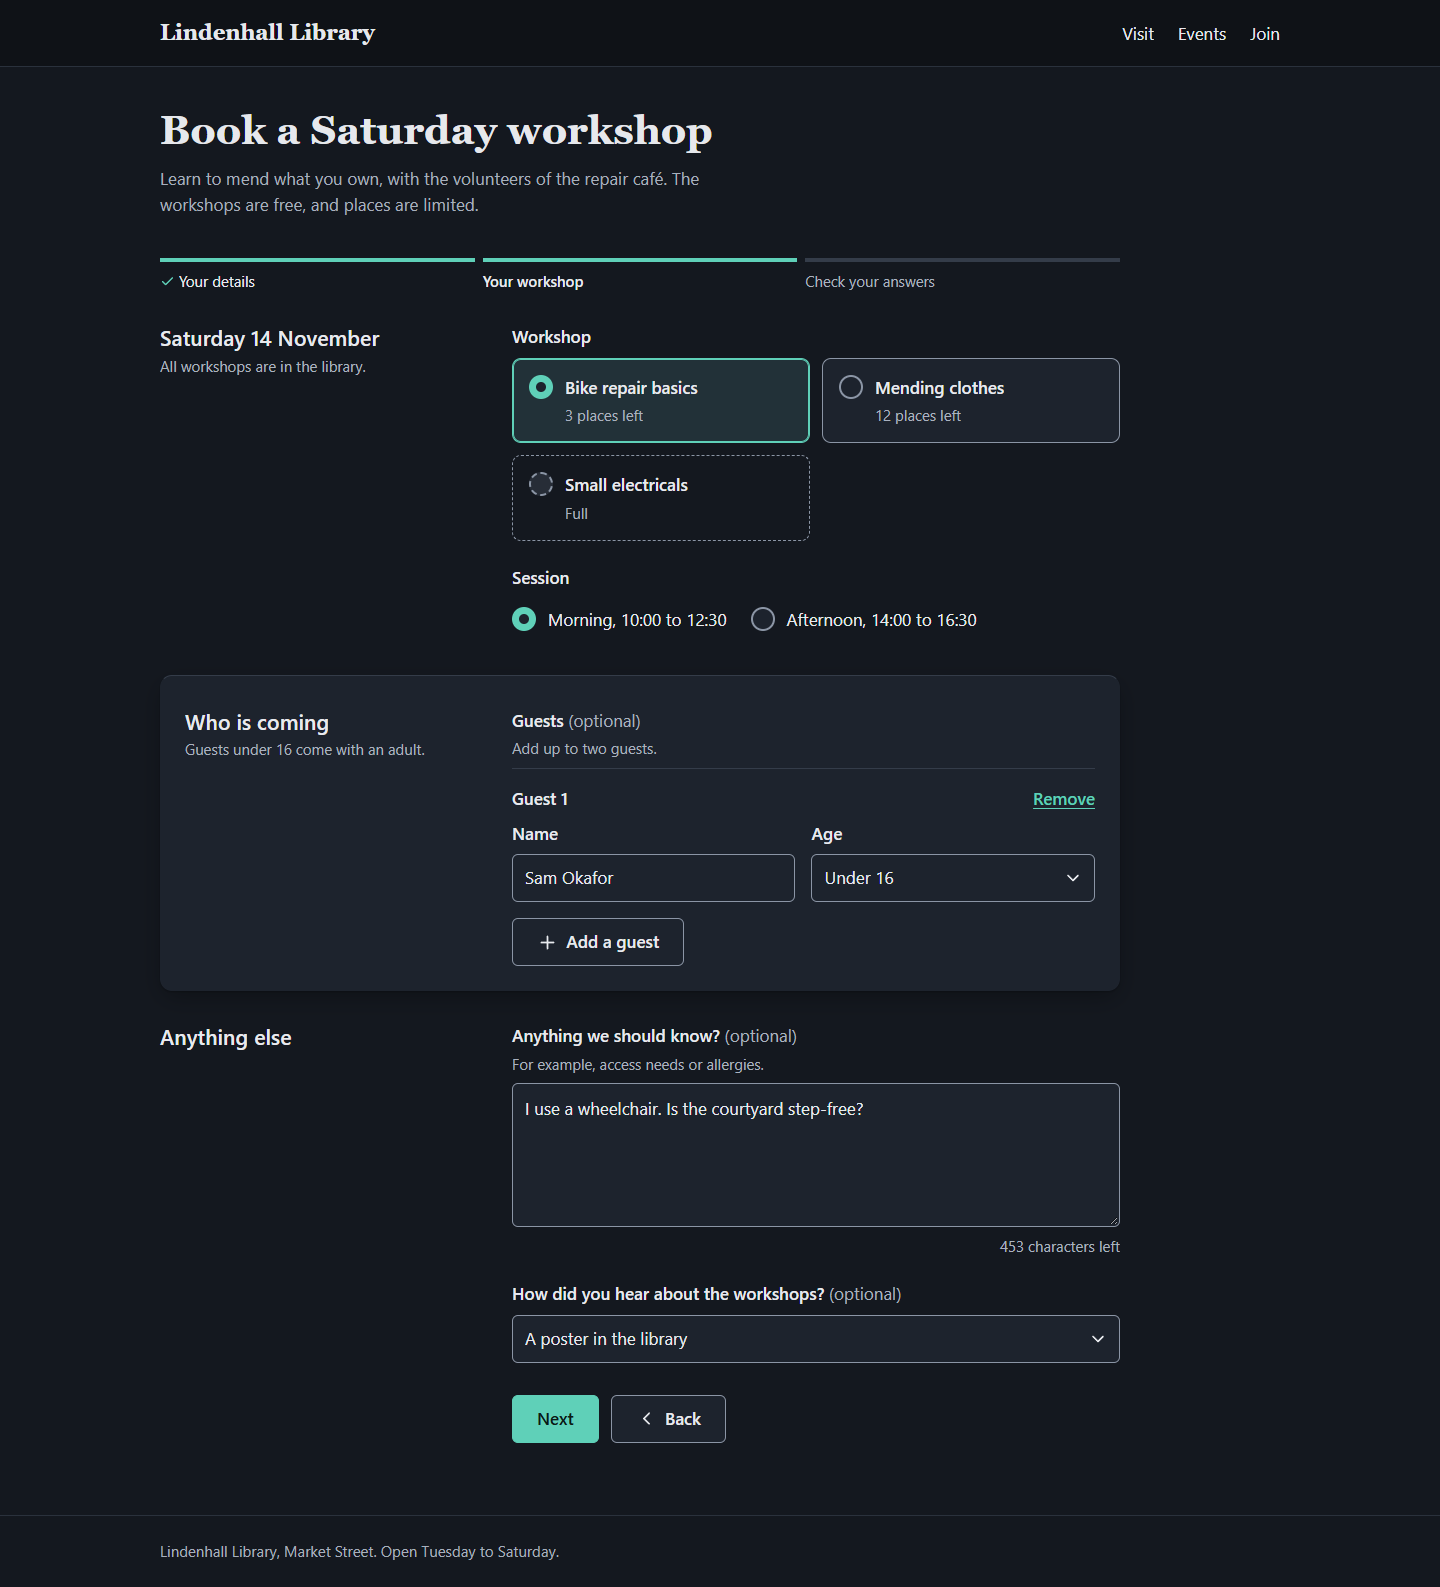 Lindenhall Library
Visit Events Join
Book a Saturday workshop
Learn to mend what you own, with the volunteers of the repair café. The
workshops are free, and places are limited.
Your details
Your workshop
Check your answers
Saturday 14 November
All workshops are in the library.
Workshop
Bike repair basics
3 places left
Mending clothes
12 places left
Small electricals
Full
Session
Morning, 10:00 to 12:30
Afternoon, 14:00 to 16:30
Who is coming
Guests under 16 come with an adult.
Guests (optional)
Add up to two guests.
Guest 1
Remove
Name
Age
Sam Okafor
Under 16
Add a guest
Anything else
Anything we should know? (optional)
For example, access needs or allergies.
I use a wheelchair. Is the courtyard step-free?
453 characters left
How did you hear about the workshops? (optional)
A poster in the library
Next
Back
Lindenhall Library, Market Street. Open Tuesday to Saturday.